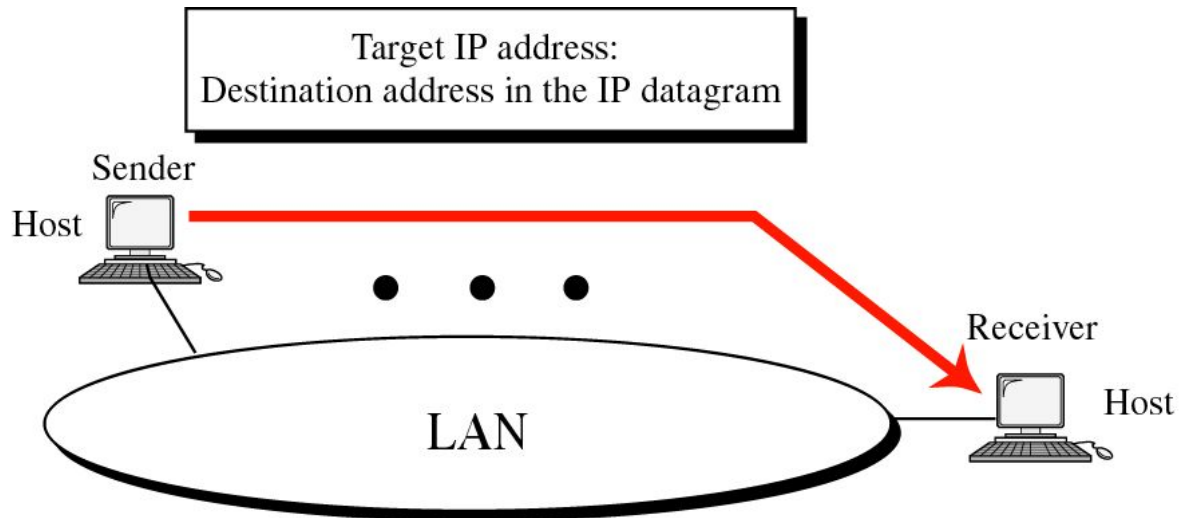 Target IP address:
Destination address in the IP datagram
Sender
Host
Receiver
Host
LAN